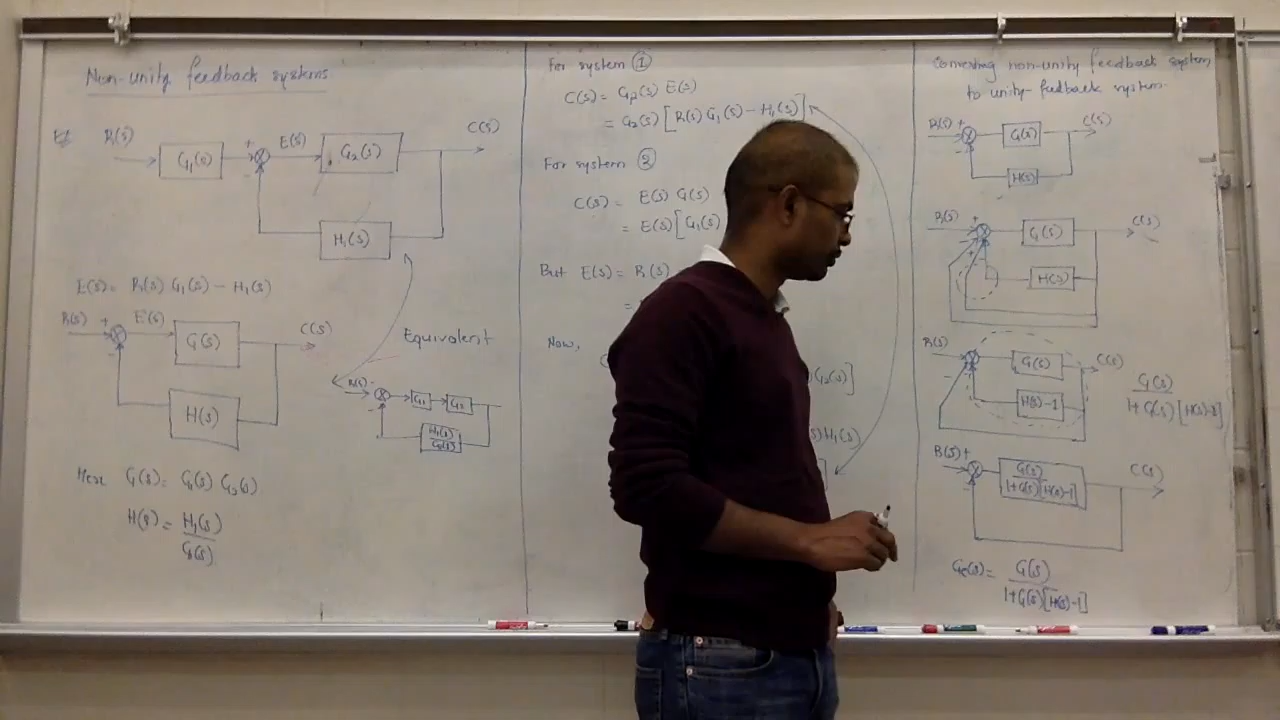 Non-unity feedback systems
R(s)
G₁(s)
+
-
E(s)
G₂(s)
C(s)
H₁(s)
E(s) = R(s) G₁(s) - H₁(s)
R(s)
+
-
E(s)
G(s)
C(s)
H(s)
Equivalent
R(s)
G₁
G₂
H₁(s)
Here G(s) = G₁(s) G₂(s)
H(s) = H₁(s)
G₁(s)
For system ①
C(s) = G₂(s) E(s)
= G₂(s) [R(s) G₁(s) - H₁(s)]
For system ②
C(s) = E(s) G(s)
= E(s) [G₁(s)
But E(s) = R(s)
=
Now,
G₂(s)]
H₁(s)
]
Converting non-unity feedback system
to unity-feedback system
R(s)
+
-
G(s)
C(s)
H(s)
R(s)
+
G(s)
C(s)
H(s)
R(s)
G(s)
C(s)
H(s)-1
G(s)
1+G(s)[H(s)-1]
R(s)
+
-
G(s)
1+G(s)[H(s)-1]
C(s)
Ge(s) = G(s)
1+G(s)[H(s)-1]